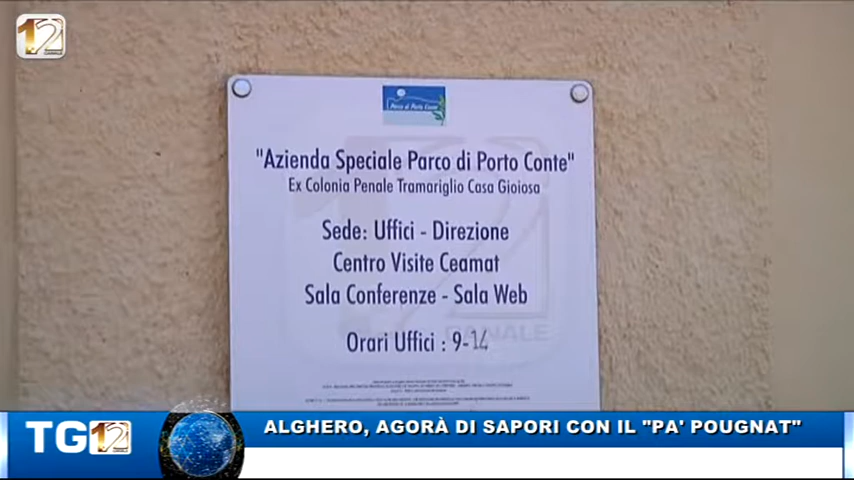 12
Parco di Porto Conte
"Azienda Speciale Parco di Porto Conte"
Ex Colonia Penale Tramariglio Casa Gioiosa
Sede: Uffici - Direzione
Centro Visite Ceamat
Sala Conferenze - Sala Web
Orari Uffici : 9-14
CANALE
TG12
ALGHERO, AGORÀ DI SAPORI CON IL "PA' POUGNAT"